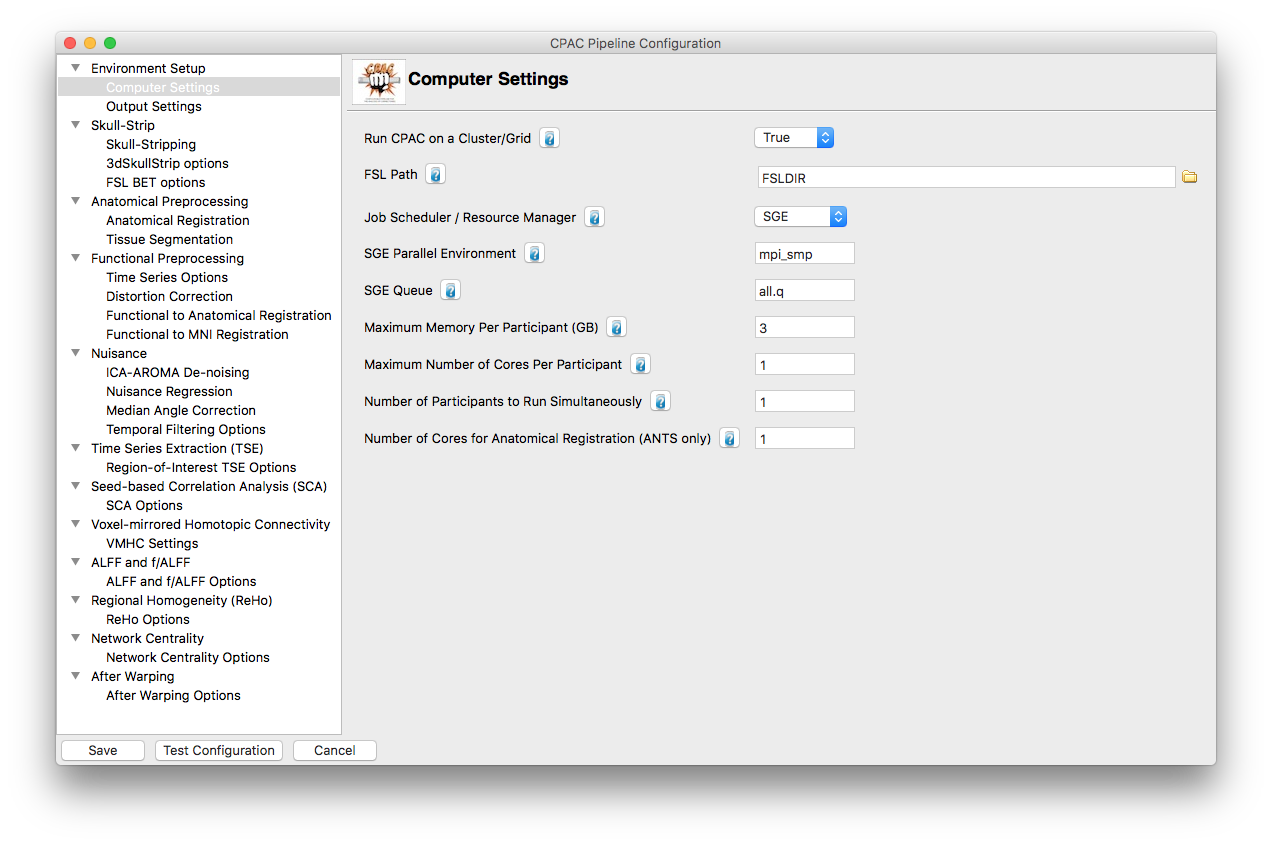 CPAC Pipeline Configuration
Environment Setup
Computer Settings
Output Settings
Skull-Strip
Skull-Stripping
3dSkullStrip options
FSL BET options
Anatomical Preprocessing
Anatomical Registration
Tissue Segmentation
Functional Preprocessing
Time Series Options
Distortion Correction
Functional to Anatomical Registration
Functional to MNI Registration
Nuisance
ICA-AROMA De-noising
Nuisance Regression
Median Angle Correction
Temporal Filtering Options
Time Series Extraction (TSE)
Region-of-Interest TSE Options
Seed-based Correlation Analysis (SCA)
SCA Options
Voxel-mirrored Homotopic Connectivity
VMHC Settings
ALFF and f/ALFF
ALFF and f/ALFF Options
Regional Homogeneity (ReHo)
ReHo Options
Network Centrality
Network Centrality Options
After Warping
After Warping Options
CPAC
Computer Settings
Run CPAC on a Cluster/Grid ? True
FSL Path ? FSLDIR
Job Scheduler / Resource Manager ? SGE
SGE Parallel Environment ? mpi_smp
SGE Queue ? all.q
Maximum Memory Per Participant (GB) ? 3
Maximum Number of Cores Per Participant ? 1
Number of Participants to Run Simultaneously ? 1
Number of Cores for Anatomical Registration (ANTS only) ? 1
Save Test Configuration Cancel